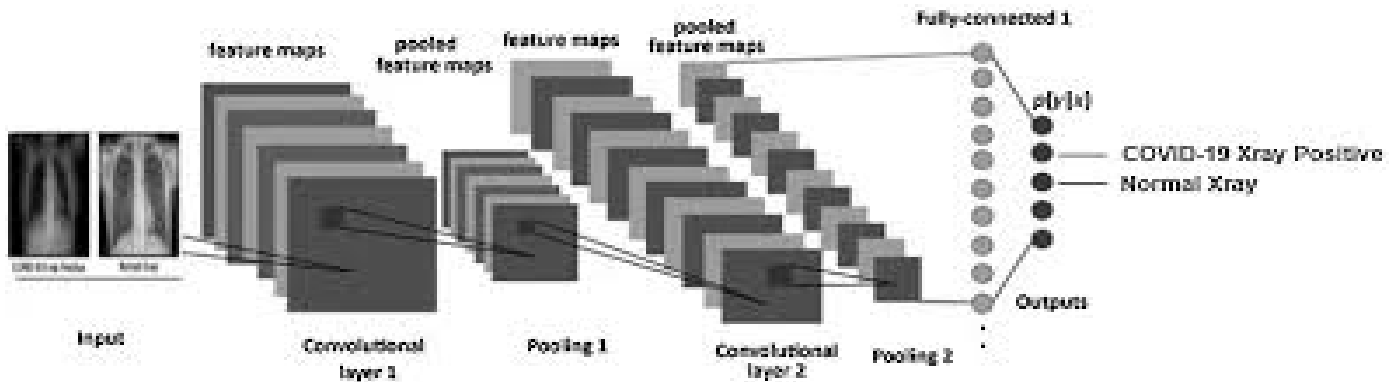 feature maps
pooled
feature maps
feature maps
pooled
feature maps
Fully-connected 1
p(y|x)
COVID-19 Xray Positive
Normal Xray
Outputs
Input
Convolutional
layer 1
Pooling 1
Convolutional
layer 2
Pooling 2